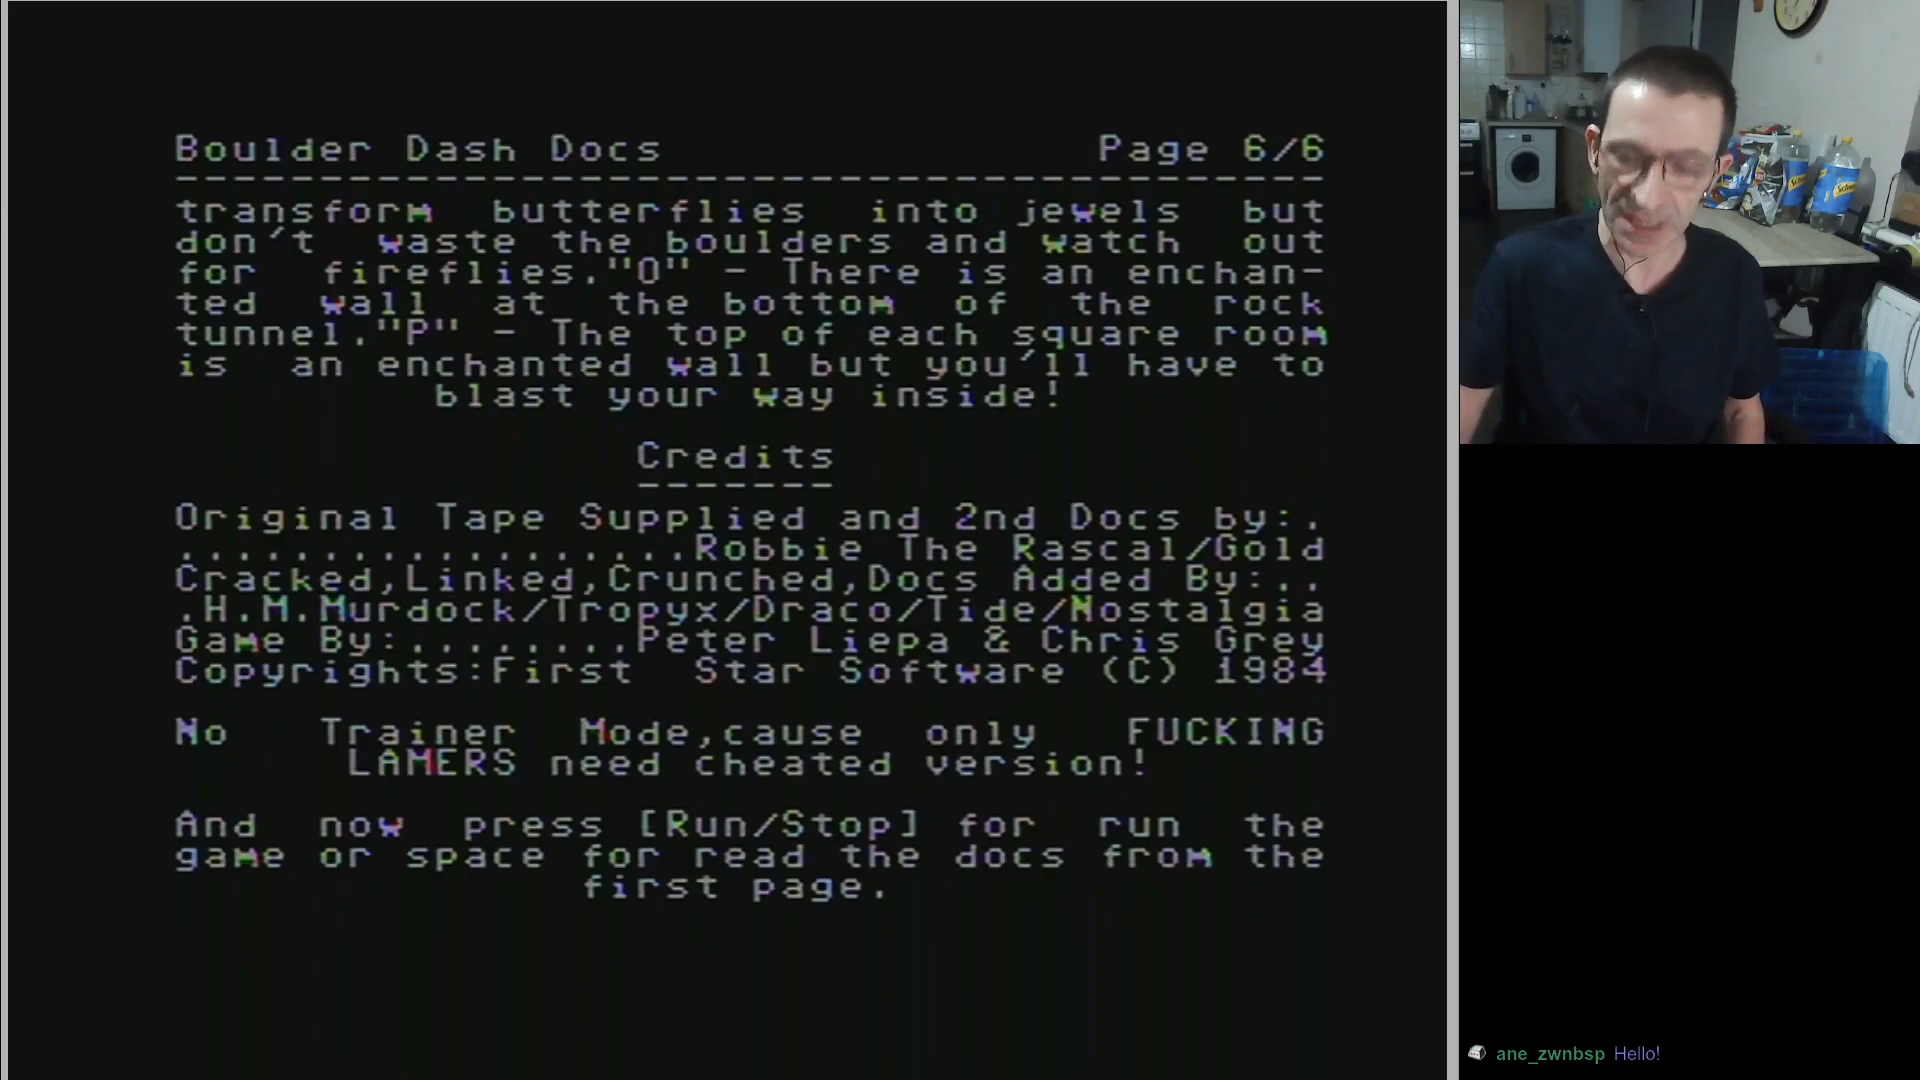 Boulder Dash Docs Page 6/6
transform butterflies into jewels but
don't waste the boulders and watch out
for fireflies."O" - There is an enchan-
ted wall at the bottom of the rock
tunnel."P" - The top of each square room
is an enchanted wall but you'll have to
blast your way inside!
Credits
Original Tape Supplied and 2nd Docs by:.
..................Robbie The Rascal/Gold
Cracked,Linked,Crunched,Docs Added By:..
.H.M.Murdock/Tropyx/Draco/Tide/Nostalgia
Game By:........Peter Liepa & Chris Grey
Copyrights:First Star Software (C) 1984
No Trainer Mode,cause only FUCKING
LAMERS need cheated version!
And now press [Run/Stop] for run the
game or space for read the docs from the
first page.
ane_zwnbsp Hello!